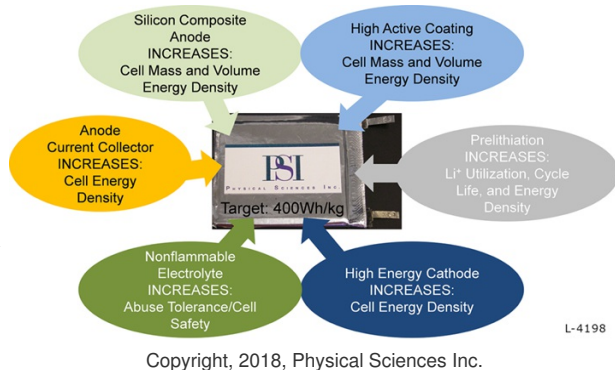 Silicon Composite
Anode
INCREASES:
Cell Mass and Volume
Energy Density
High Active Coating
INCREASES:
Cell Mass and Volume
Energy Density
Anode
Current Collector
INCREASES:
Cell Energy
Density
PSI
PHYSICAL SCIENCES INC.
Target: 400Wh/kg
Prelithiation
INCREASES:
Li⁺ Utilization, Cycle
Life, and Energy
Density
Nonflammable
Electrolyte
INCREASES:
Abuse Tolerance/Cell
Safety
High Energy Cathode
INCREASES:
Cell Energy Density
L-4198
Copyright, 2018, Physical Sciences Inc.